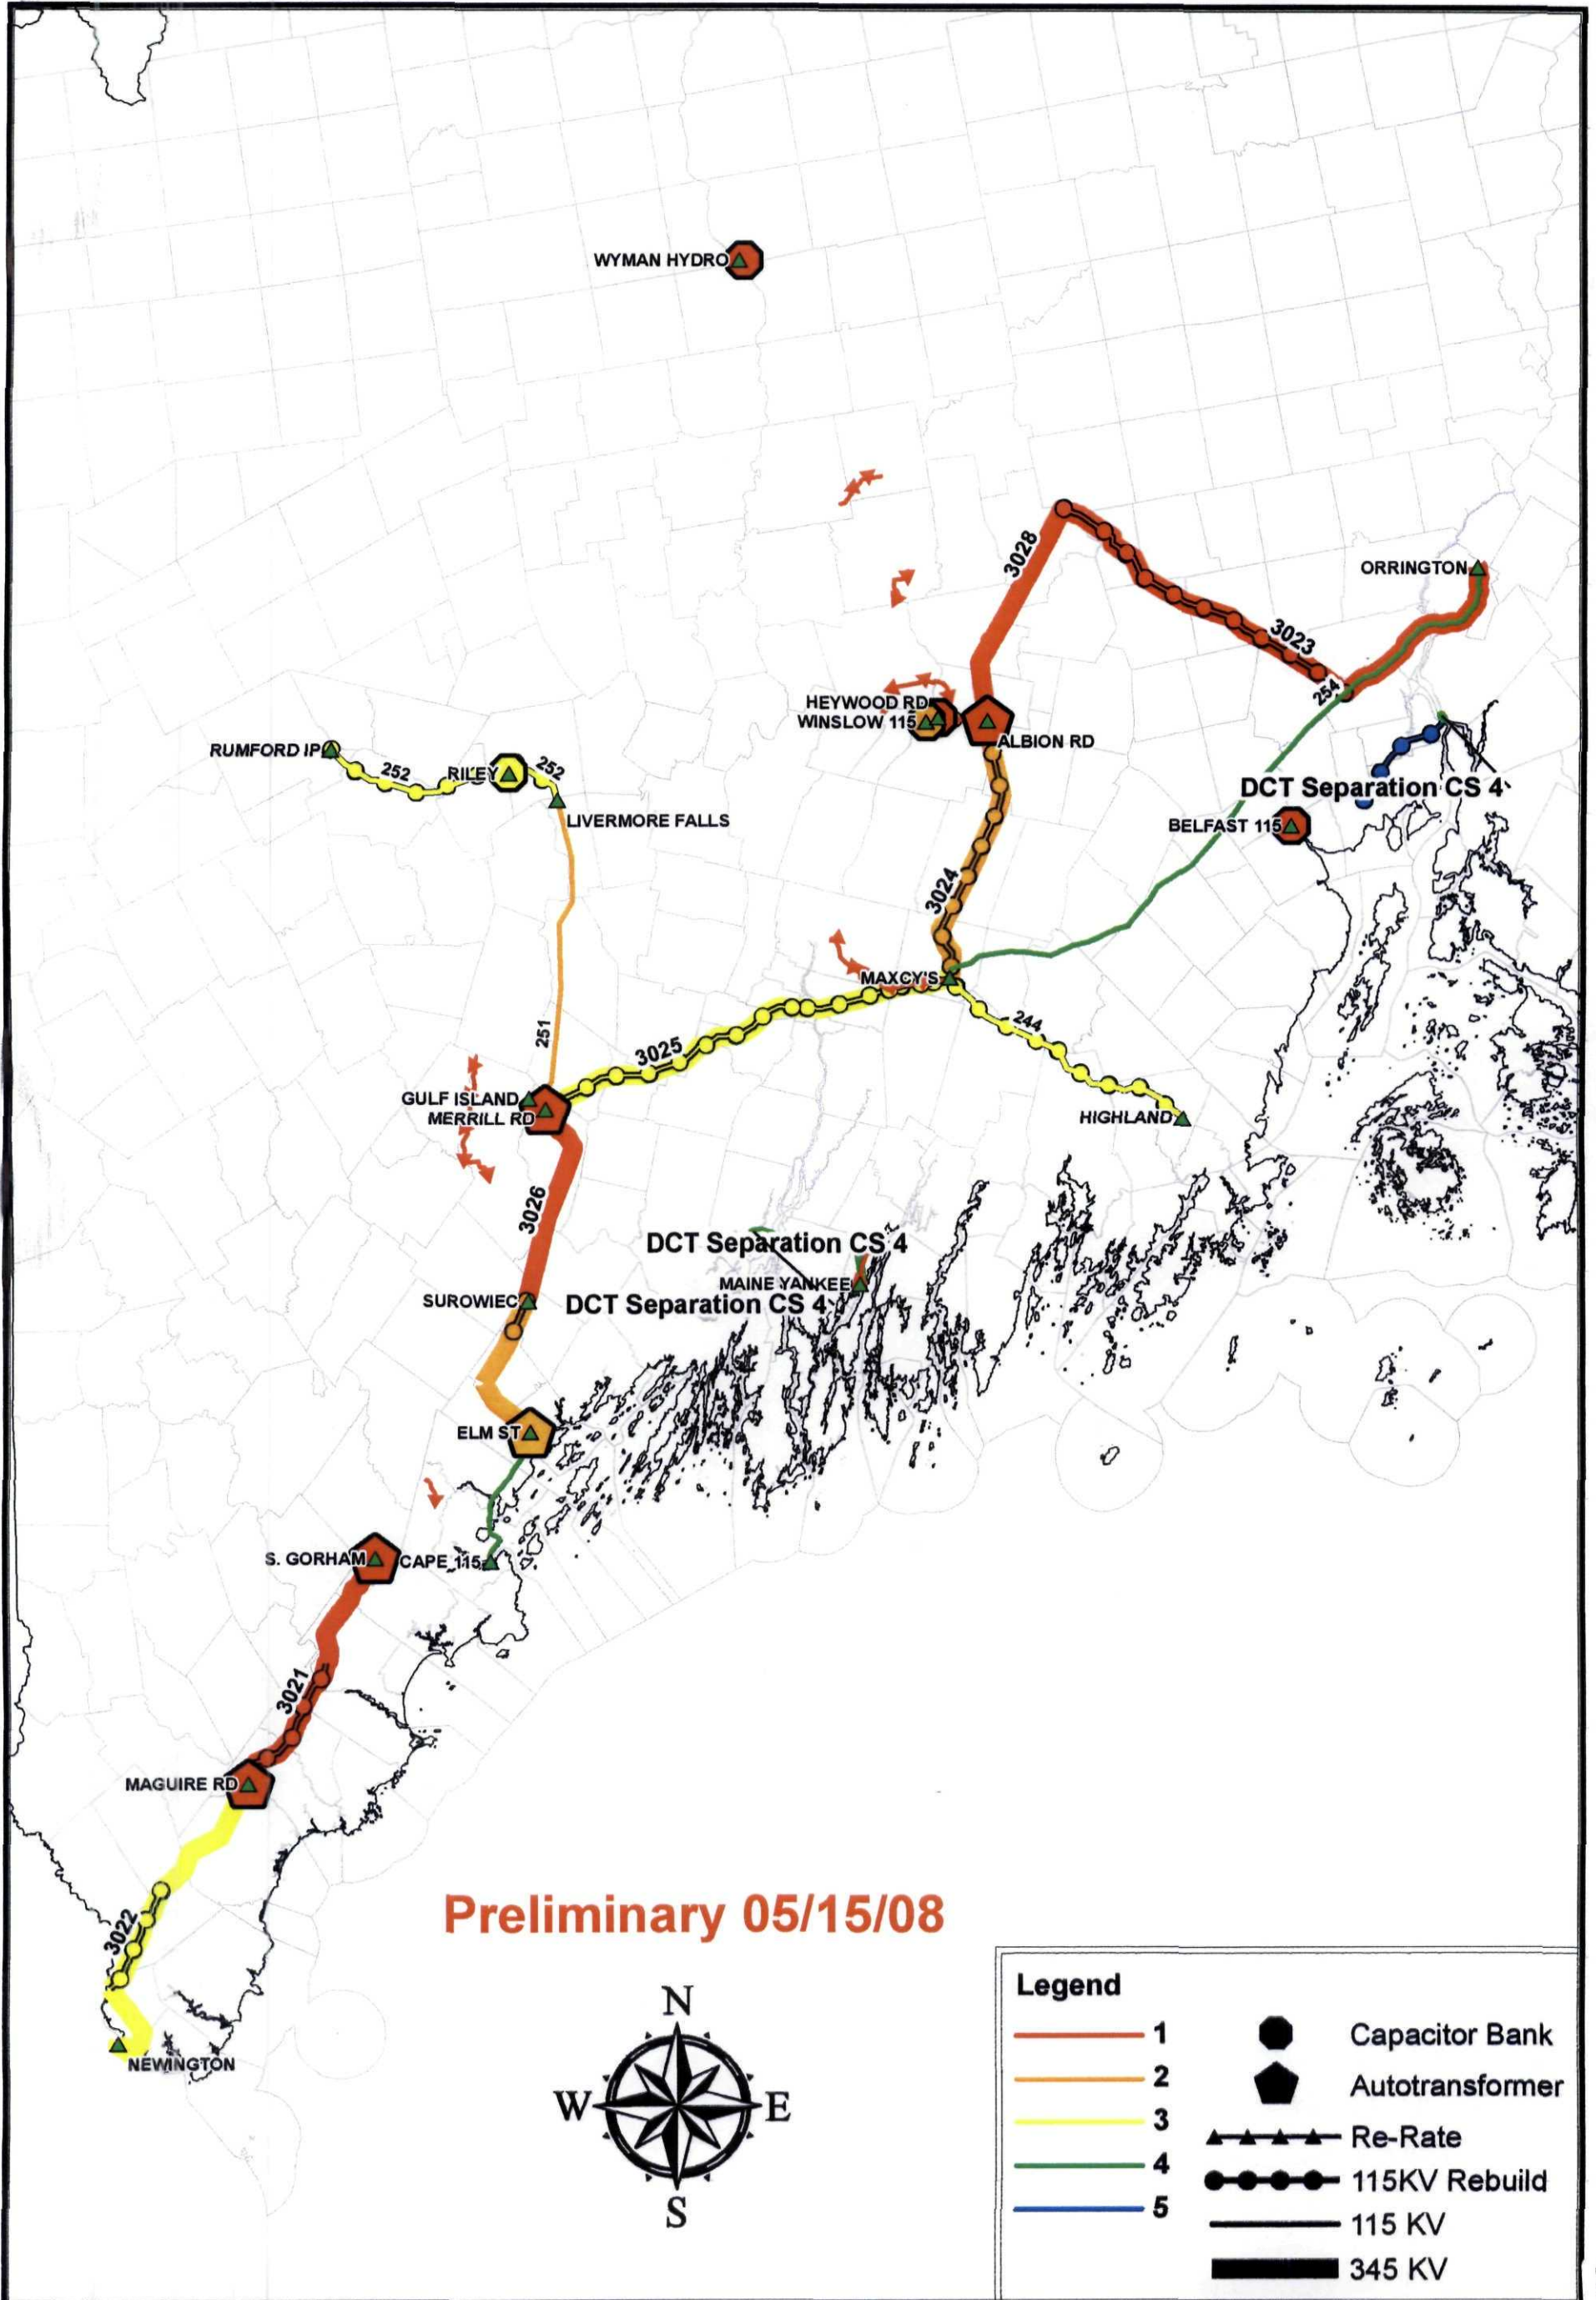 WYMAN HYDRO
3028
ORRINGTON
3023
254
HEYWOOD RD
WINSLOW 115
ALBION RD
RUMFORD IP
252
RILEY
252
LIVERMORE FALLS
DCT Separation CS 4
BELFAST 115
3024
MAXCY'S
244
251
3025
GULF ISLAND
MERRILL RD
HIGHLAND
3026
DCT Separation CS 4
MAINE YANKEE
SUROWIEC
DCT Separation CS 4
ELM ST
S. GORHAM
CAPE 115
3021
MAGUIRE RD
3022
NEWINGTON
Preliminary 05/15/08
N
W
E
S
Legend
1
2
3
4
5
Capacitor Bank
Autotransformer
Re-Rate
115KV Rebuild
115 KV
345 KV